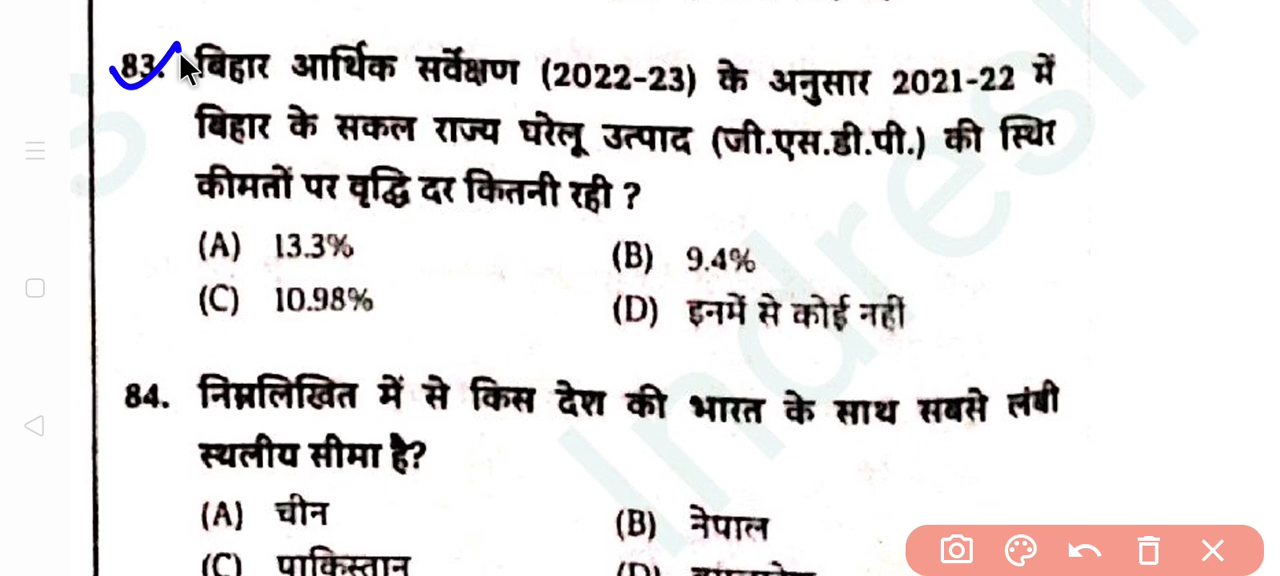 83. बिहार आर्थिक सर्वेक्षण (2022-23) के अनुसार 2021-22 में
बिहार के सकल राज्य घरेलू उत्पाद (जी.एस.डी.पी.) की स्थिर
कीमतों पर वृद्धि दर कितनी रही ?
(A) 13.3% (B) 9.4%
(C) 10.98% (D) इनमें से कोई नहीं
84. निम्नलिखित में से किस देश की भारत के साथ सबसे लंबी
स्थलीय सीमा है?
(A) चीन (B) नेपाल
(C) पाकिस्तान (D)